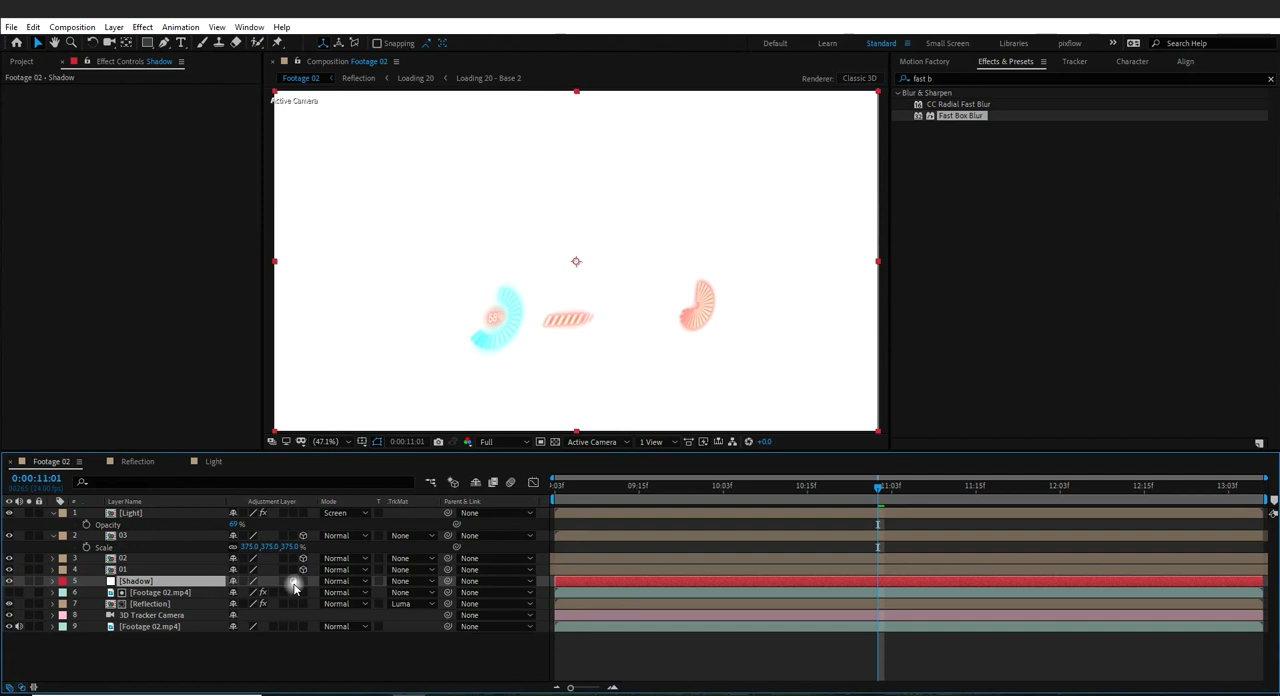 File Edit Composition Layer Effect Animation View Window Help
Snapping Default Learn Standard Small Screen Libraries pixflow Search Help
Project Effect Controls Shadow Composition Footage 02 Motion Factory Effects & Presets Tracker Character Align
Footage 02 • Shadow Footage 02 Reflection Loading 20 Loading 20 - Base 2 Renderer: Classic 3D fast b
Blur & Sharpen
Active Camera
CC Radial Fast Blur
Fast Box Blur
58%
(47.1%) 0:00:11:01 Full Active Camera 1 View +0.0
Footage 02 Reflection Light
0:00:11:01
:03f 09:15f 10:03f 10:15f 11:03f 11:15f 12:03f 12:15f 13:03f
# Layer Name Adjustment Layer Mode T .TrkMat Parent & Link
1 [Light] Screen None
Opacity 69 %
2 03 Normal None None
Scale 375.0,375.0,375.0%
3 02 Normal None None
4 01 Normal None None
5 [Shadow] Normal None None
6 [Footage 02.mp4] Normal None None
7 [Reflection] Normal Luma None
8 3D Tracker Camera None
9 [Footage 02.mp4] Normal None None